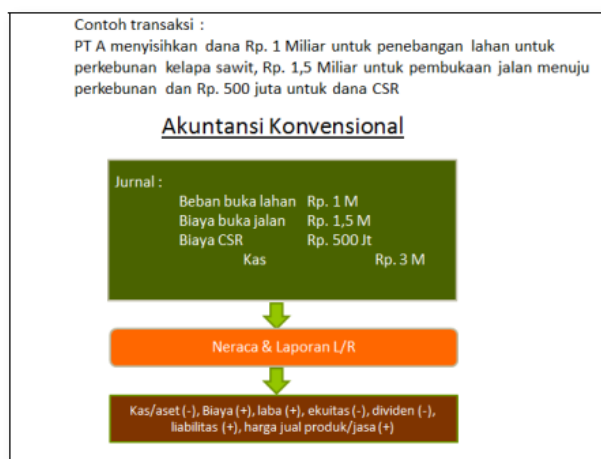 Contoh transaksi :
PT A menyisihkan dana Rp. 1 Miliar untuk penebangan lahan untuk
perkebunan kelapa sawit, Rp. 1,5 Miliar untuk pembukaan jalan menuju
perkebunan dan Rp. 500 juta untuk dana CSR
Akuntansi Konvensional
Jurnal :
Beban buka lahan Rp. 1 M
Biaya buka jalan Rp. 1,5 M
Biaya CSR Rp. 500 Jt
Kas Rp. 3 M
Neraca & Laporan L/R
Kas/aset (-), Biaya (+), laba (+), ekuitas (-), dividen (-),
liabilitas (+), harga jual produk/jasa (+)